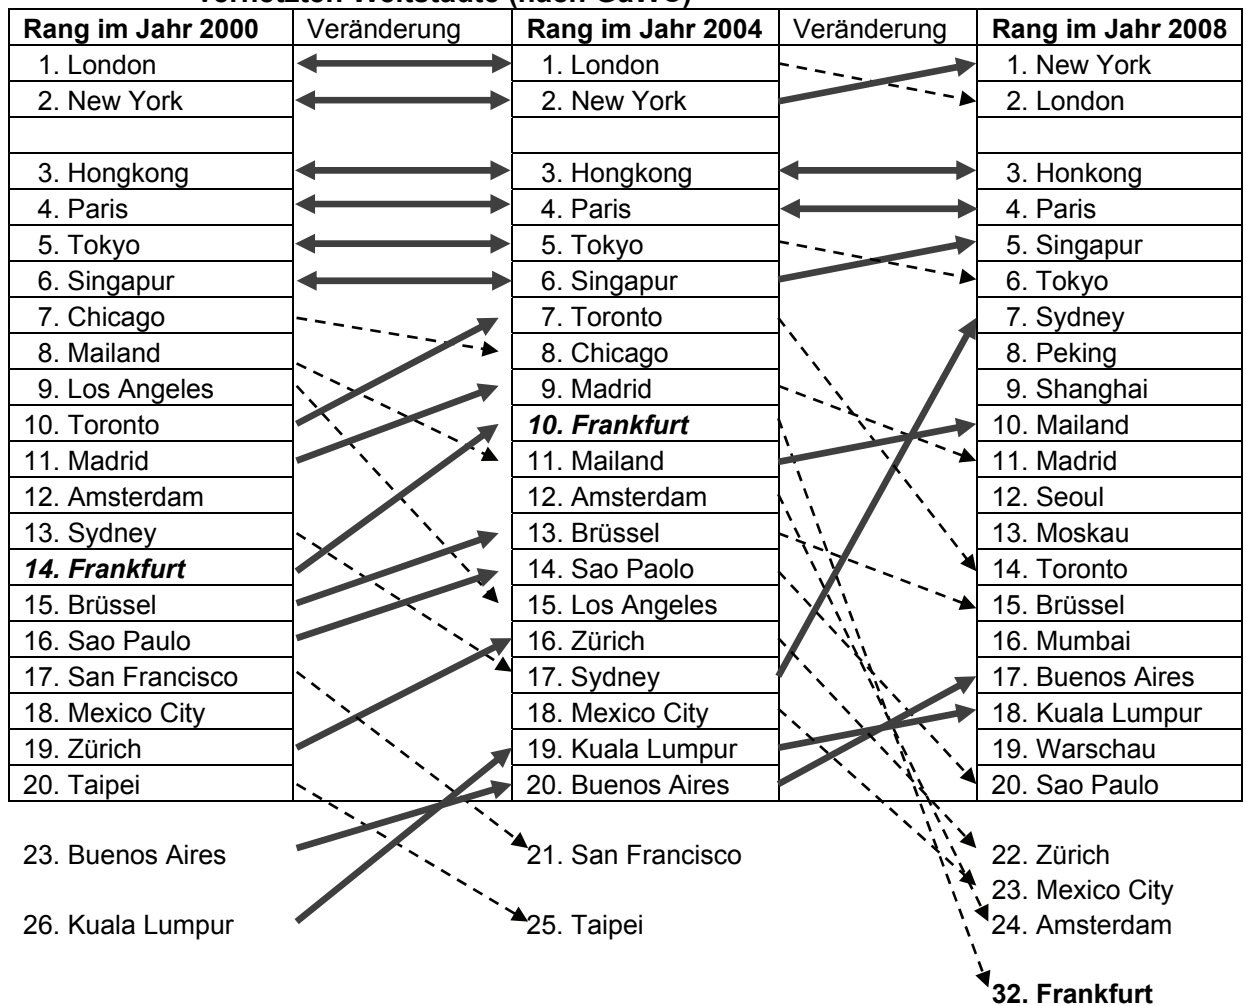 vernetzten Weltstädte (nach GaWC)
Rang im Jahr 2000 Veränderung Rang im Jahr 2004 Veränderung Rang im Jahr 2008
1. London 1. London 1. New York
2. New York 2. New York 2. London
3. Hongkong 3. Hongkong 3. Honkong
4. Paris 4. Paris 4. Paris
5. Tokyo 5. Tokyo 5. Singapur
6. Singapur 6. Singapur 6. Tokyo
7. Chicago 7. Toronto 7. Sydney
8. Mailand 8. Chicago 8. Peking
9. Los Angeles 9. Madrid 9. Shanghai
10. Toronto 10. Frankfurt 10. Mailand
11. Madrid 11. Mailand 11. Madrid
12. Amsterdam 12. Amsterdam 12. Seoul
13. Sydney 13. Brüssel 13. Moskau
14. Frankfurt 14. Sao Paolo 14. Toronto
15. Brüssel 15. Los Angeles 15. Brüssel
16. Sao Paulo 16. Zürich 16. Mumbai
17. San Francisco 17. Sydney 17. Buenos Aires
18. Mexico City 18. Mexico City 18. Kuala Lumpur
19. Zürich 19. Kuala Lumpur 19. Warschau
20. Taipei 20. Buenos Aires 20. Sao Paulo
23. Buenos Aires 21. San Francisco 22. Zürich
23. Mexico City
26. Kuala Lumpur 25. Taipei 24. Amsterdam
32. Frankfurt